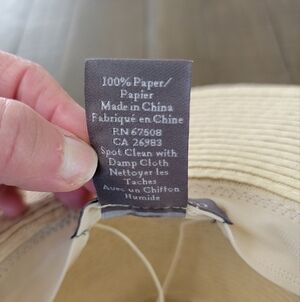 100% Paper/
Papier
Made in China
Fabriqué en Chine
RN 67508
CA 26983
Spot Clean with
Damp Cloth
Nettoyer les
Taches
Avec un Chiffon
Humide